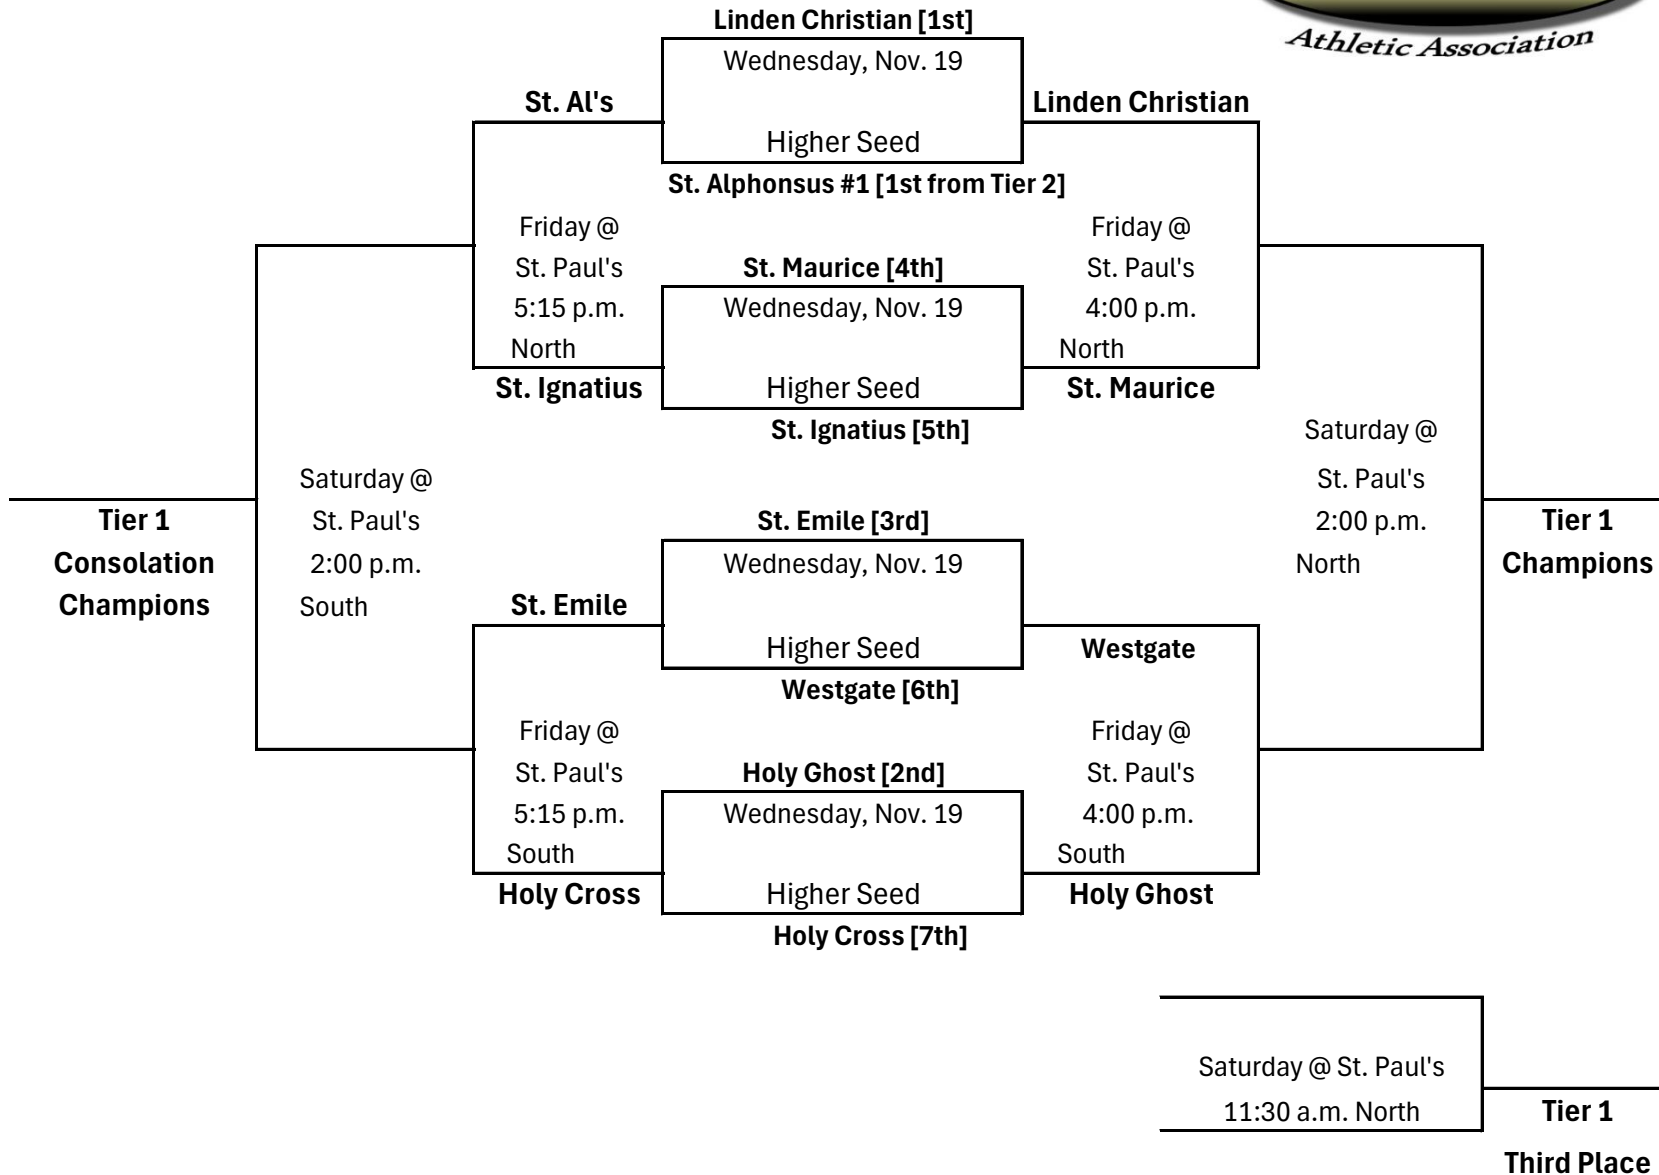 Athletic Association
Linden Christian [1st]
Wednesday, Nov. 19
St. Al's
Linden Christian
Higher Seed
St. Alphonsus #1 [1st from Tier 2]
Friday @
St. Paul's
5:15 p.m.
North
Friday @
St. Paul's
4:00 p.m.
North
St. Maurice [4th]
Wednesday, Nov. 19
Higher Seed
St. Ignatius
St. Maurice
St. Ignatius [5th]
Saturday @
St. Paul's
2:00 p.m.
South
Saturday @
St. Paul's
2:00 p.m.
North
Tier 1
Consolation
Champions
Tier 1
Champions
St. Emile [3rd]
Wednesday, Nov. 19
St. Emile
Higher Seed
Westgate
Westgate [6th]
Friday @
St. Paul's
5:15 p.m.
South
Friday @
St. Paul's
4:00 p.m.
South
Holy Ghost [2nd]
Wednesday, Nov. 19
Higher Seed
Holy Cross
Holy Ghost
Holy Cross [7th]
Saturday @ St. Paul's
11:30 a.m. North
Tier 1
Third Place